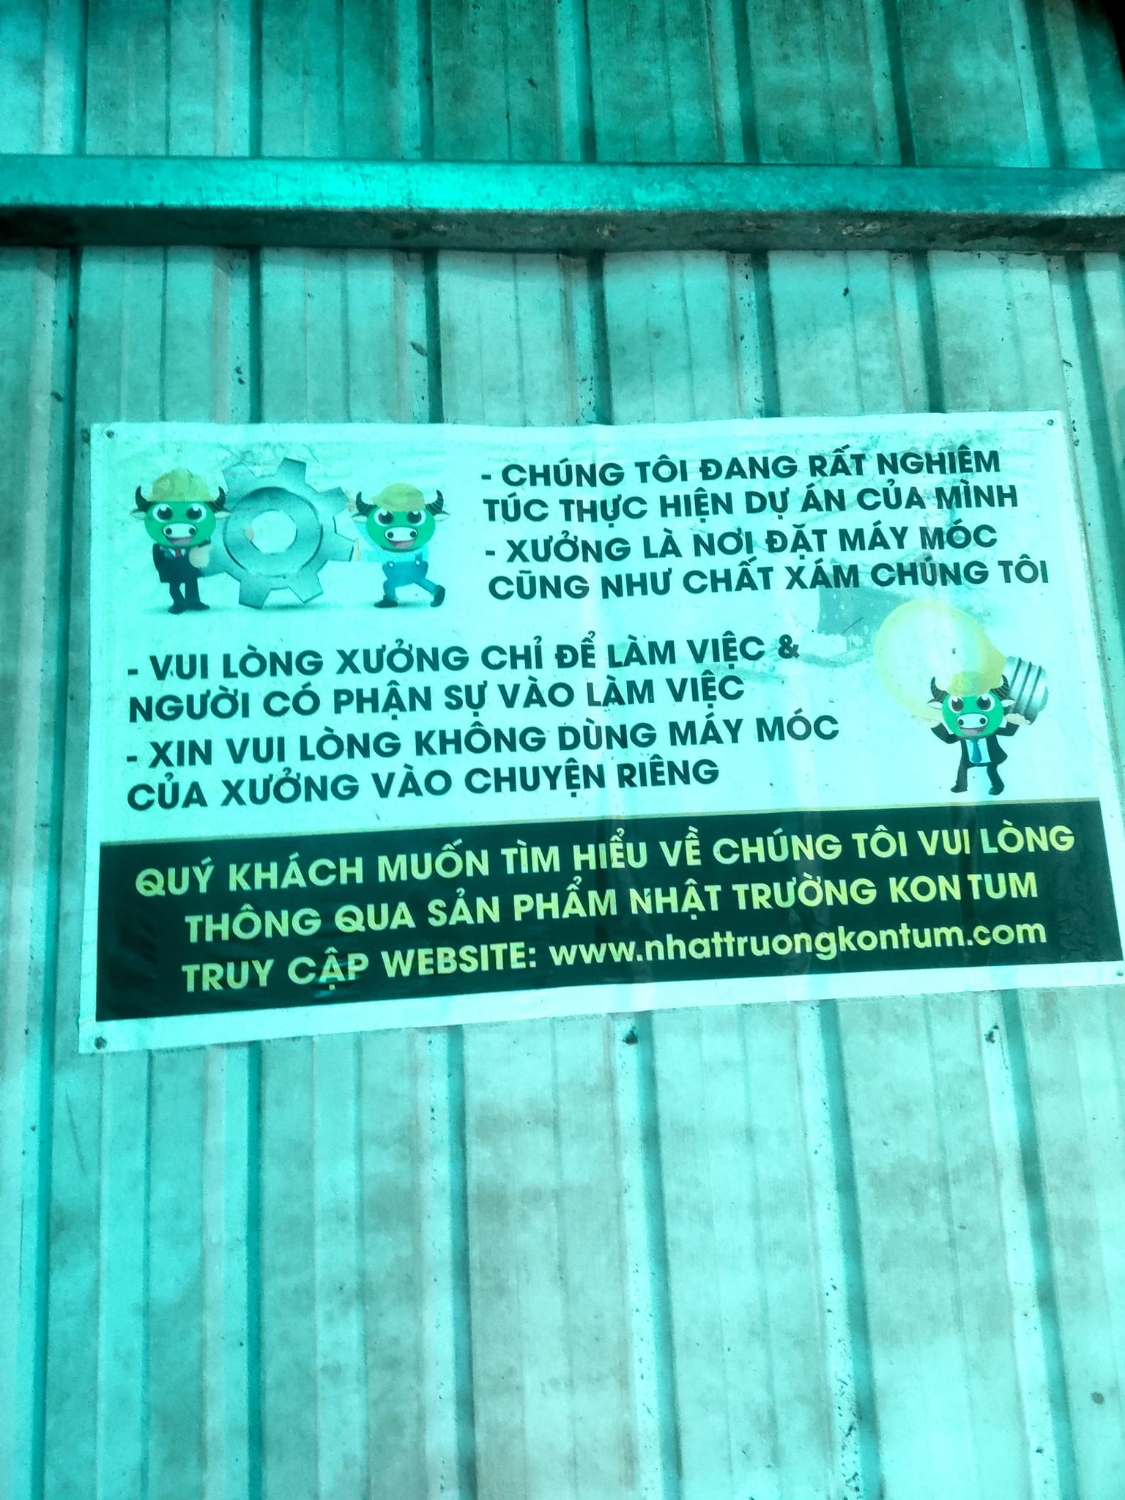 - CHÚNG TÔI ĐANG RẤT NGHIÊM
TÚC THỰC HIỆN DỰ ÁN CỦA MÌNH
- XƯỞNG LÀ NƠI ĐẶT MÁY MÓC
CŨNG NHƯ CHẤT XÁM CHÚNG TÔI
- VUI LÒNG XƯỞNG CHỈ ĐỂ LÀM VIỆC &
NGƯỜI CÓ PHẬN SỰ VÀO LÀM VIỆC
- XIN VUI LÒNG KHÔNG DÙNG MÁY MÓC
CỦA XƯỞNG VÀO CHUYỆN RIÊNG
QUÝ KHÁCH MUỐN TÌM HIỂU VỀ CHÚNG TÔI VUI LÒNG
THÔNG QUA SẢN PHẨM NHẬT TRƯỜNG KON TUM
TRUY CẬP WEBSITE: www.nhattruongkontum.com